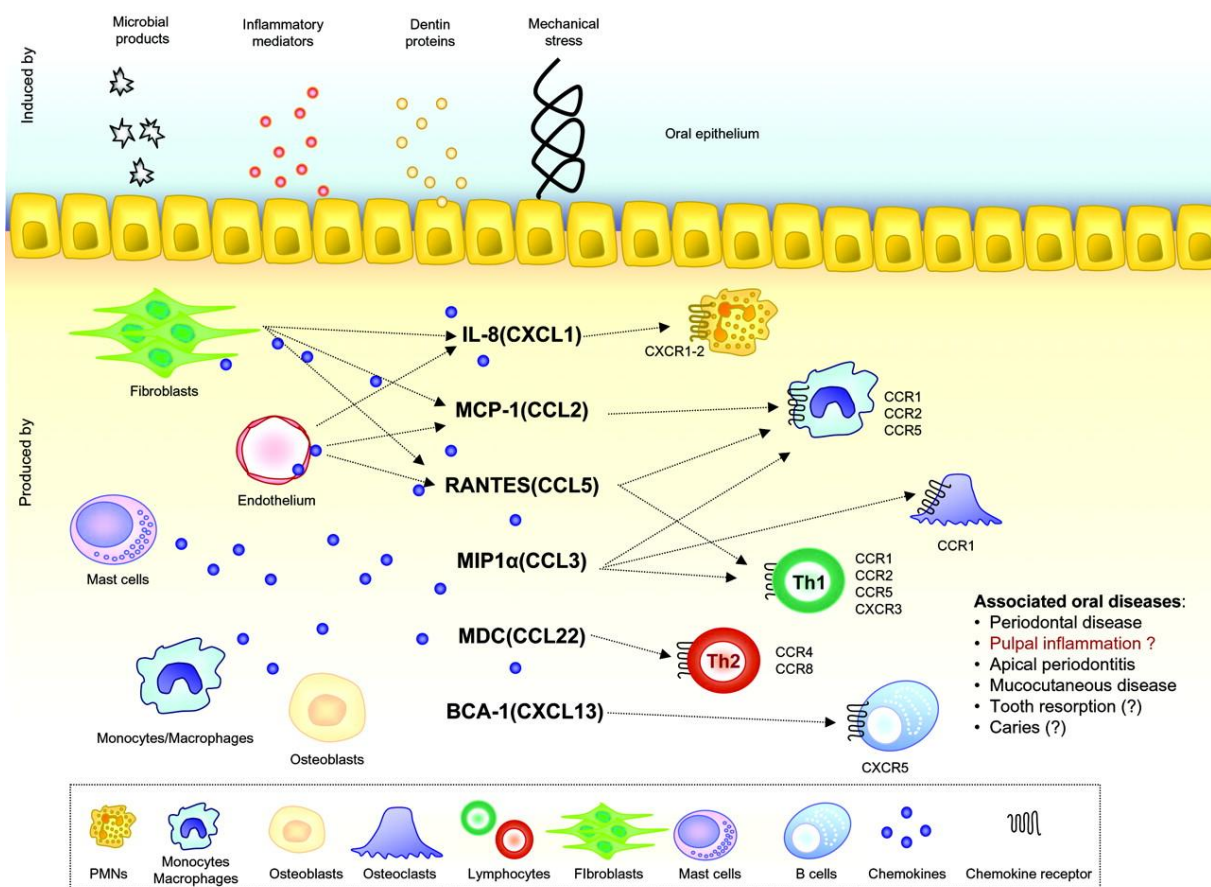 Microbial
products
Inflammatory
mediators
Dentin
proteins
Mechanical
stress
Induced by
Oral epithelium
Produced by
Fibroblasts
IL-8(CXCL1)
CXCR1-2
MCP-1(CCL2)
CCR1
CCR2
CCR5
Endothelium
RANTES(CCL5)
CCR1
Mast cells
MIP1α(CCL3)
Th1
CCR1
CCR2
CCR5
CXCR3
MDC(CCL22)
Th2
CCR4
CCR8
BCA-1(CXCL13)
CXCR5
Monocytes/Macrophages
Osteoblasts
Associated oral diseases:
• Periodontal disease
• Pulpal inflammation ?
• Apical periodontitis
• Mucocutaneous disease
• Tooth resorption (?)
• Caries (?)
PMNs
Monocytes
Macrophages
Osteoblasts
Osteoclasts
Lymphocytes
FIbroblasts
Mast cells
B cells
Chemokines
Chemokine receptor